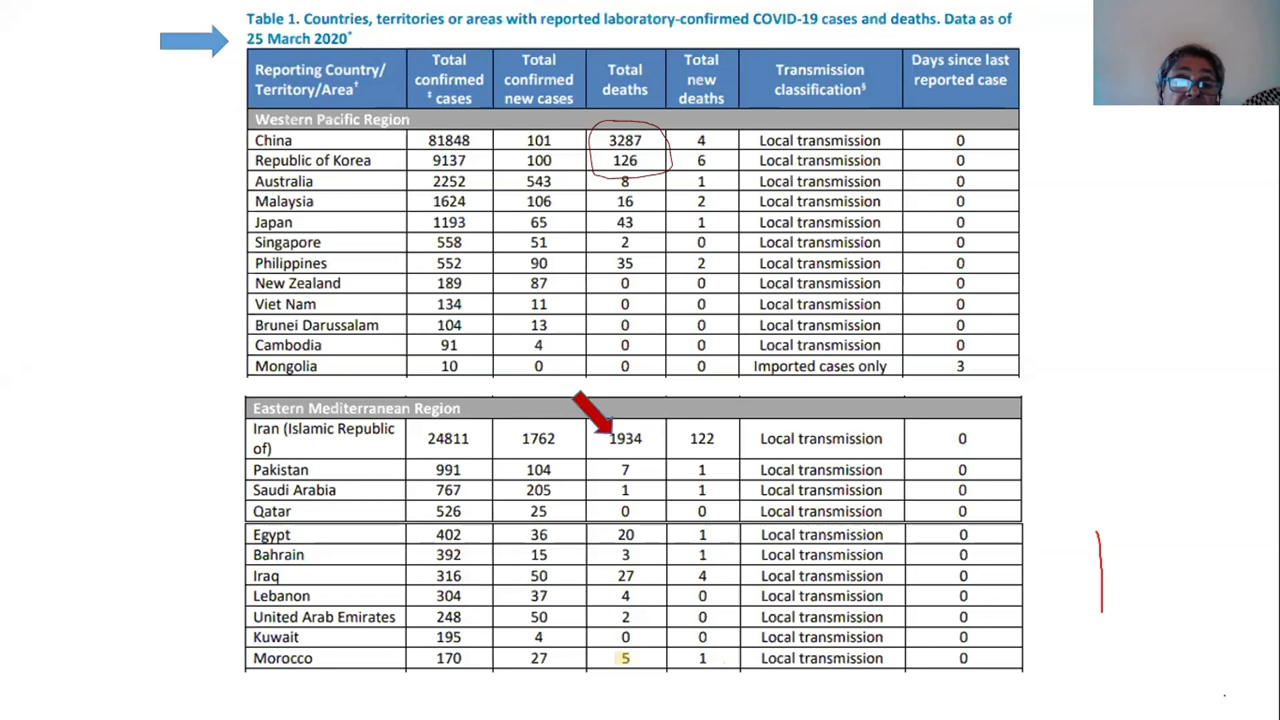 Table 1. Countries, territories or areas with reported laboratory-confirmed COVID-19 cases and deaths. Data as of
25 March 2020*
Reporting Country/ Territory/Area† Total confirmed ‡ cases Total confirmed new cases Total deaths Total new deaths Transmission classification§ Days since last reported case
Western Pacific Region
China 81848 101 3287 4 Local transmission 0
Republic of Korea 9137 100 126 6 Local transmission 0
Australia 2252 543 8 1 Local transmission 0
Malaysia 1624 106 16 2 Local transmission 0
Japan 1193 65 43 1 Local transmission 0
Singapore 558 51 2 0 Local transmission 0
Philippines 552 90 35 2 Local transmission 0
New Zealand 189 87 0 0 Local transmission 0
Viet Nam 134 11 0 0 Local transmission 0
Brunei Darussalam 104 13 0 0 Local transmission 0
Cambodia 91 4 0 0 Local transmission 0
Mongolia 10 0 0 0 Imported cases only 3
Eastern Mediterranean Region
Iran (Islamic Republic of) 24811 1762 1934 122 Local transmission 0
Pakistan 991 104 7 1 Local transmission 0
Saudi Arabia 767 205 1 1 Local transmission 0
Qatar 526 25 0 0 Local transmission 0
Egypt 402 36 20 1 Local transmission 0
Bahrain 392 15 3 1 Local transmission 0
Iraq 316 50 27 4 Local transmission 0
Lebanon 304 37 4 0 Local transmission 0
United Arab Emirates 248 50 2 0 Local transmission 0
Kuwait 195 4 0 0 Local transmission 0
Morocco 170 27 5 1 Local transmission 0